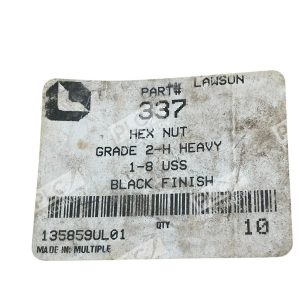 LAWSON
PART#
337
HEX NUT
GRADE 2-H HEAVY
1-8 USS
BLACK FINISH
135859UL01 QTY 10
MADE IN: MULTIPLE